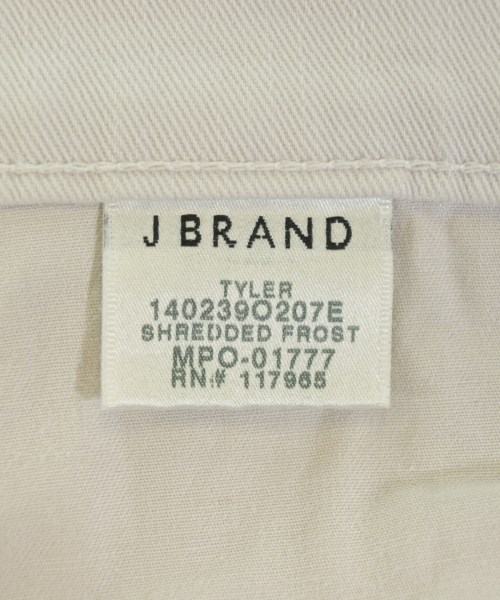 J BRAND
TYLER
140239O207E
SHREDDED FROST
MPO-01777
RN# 117965